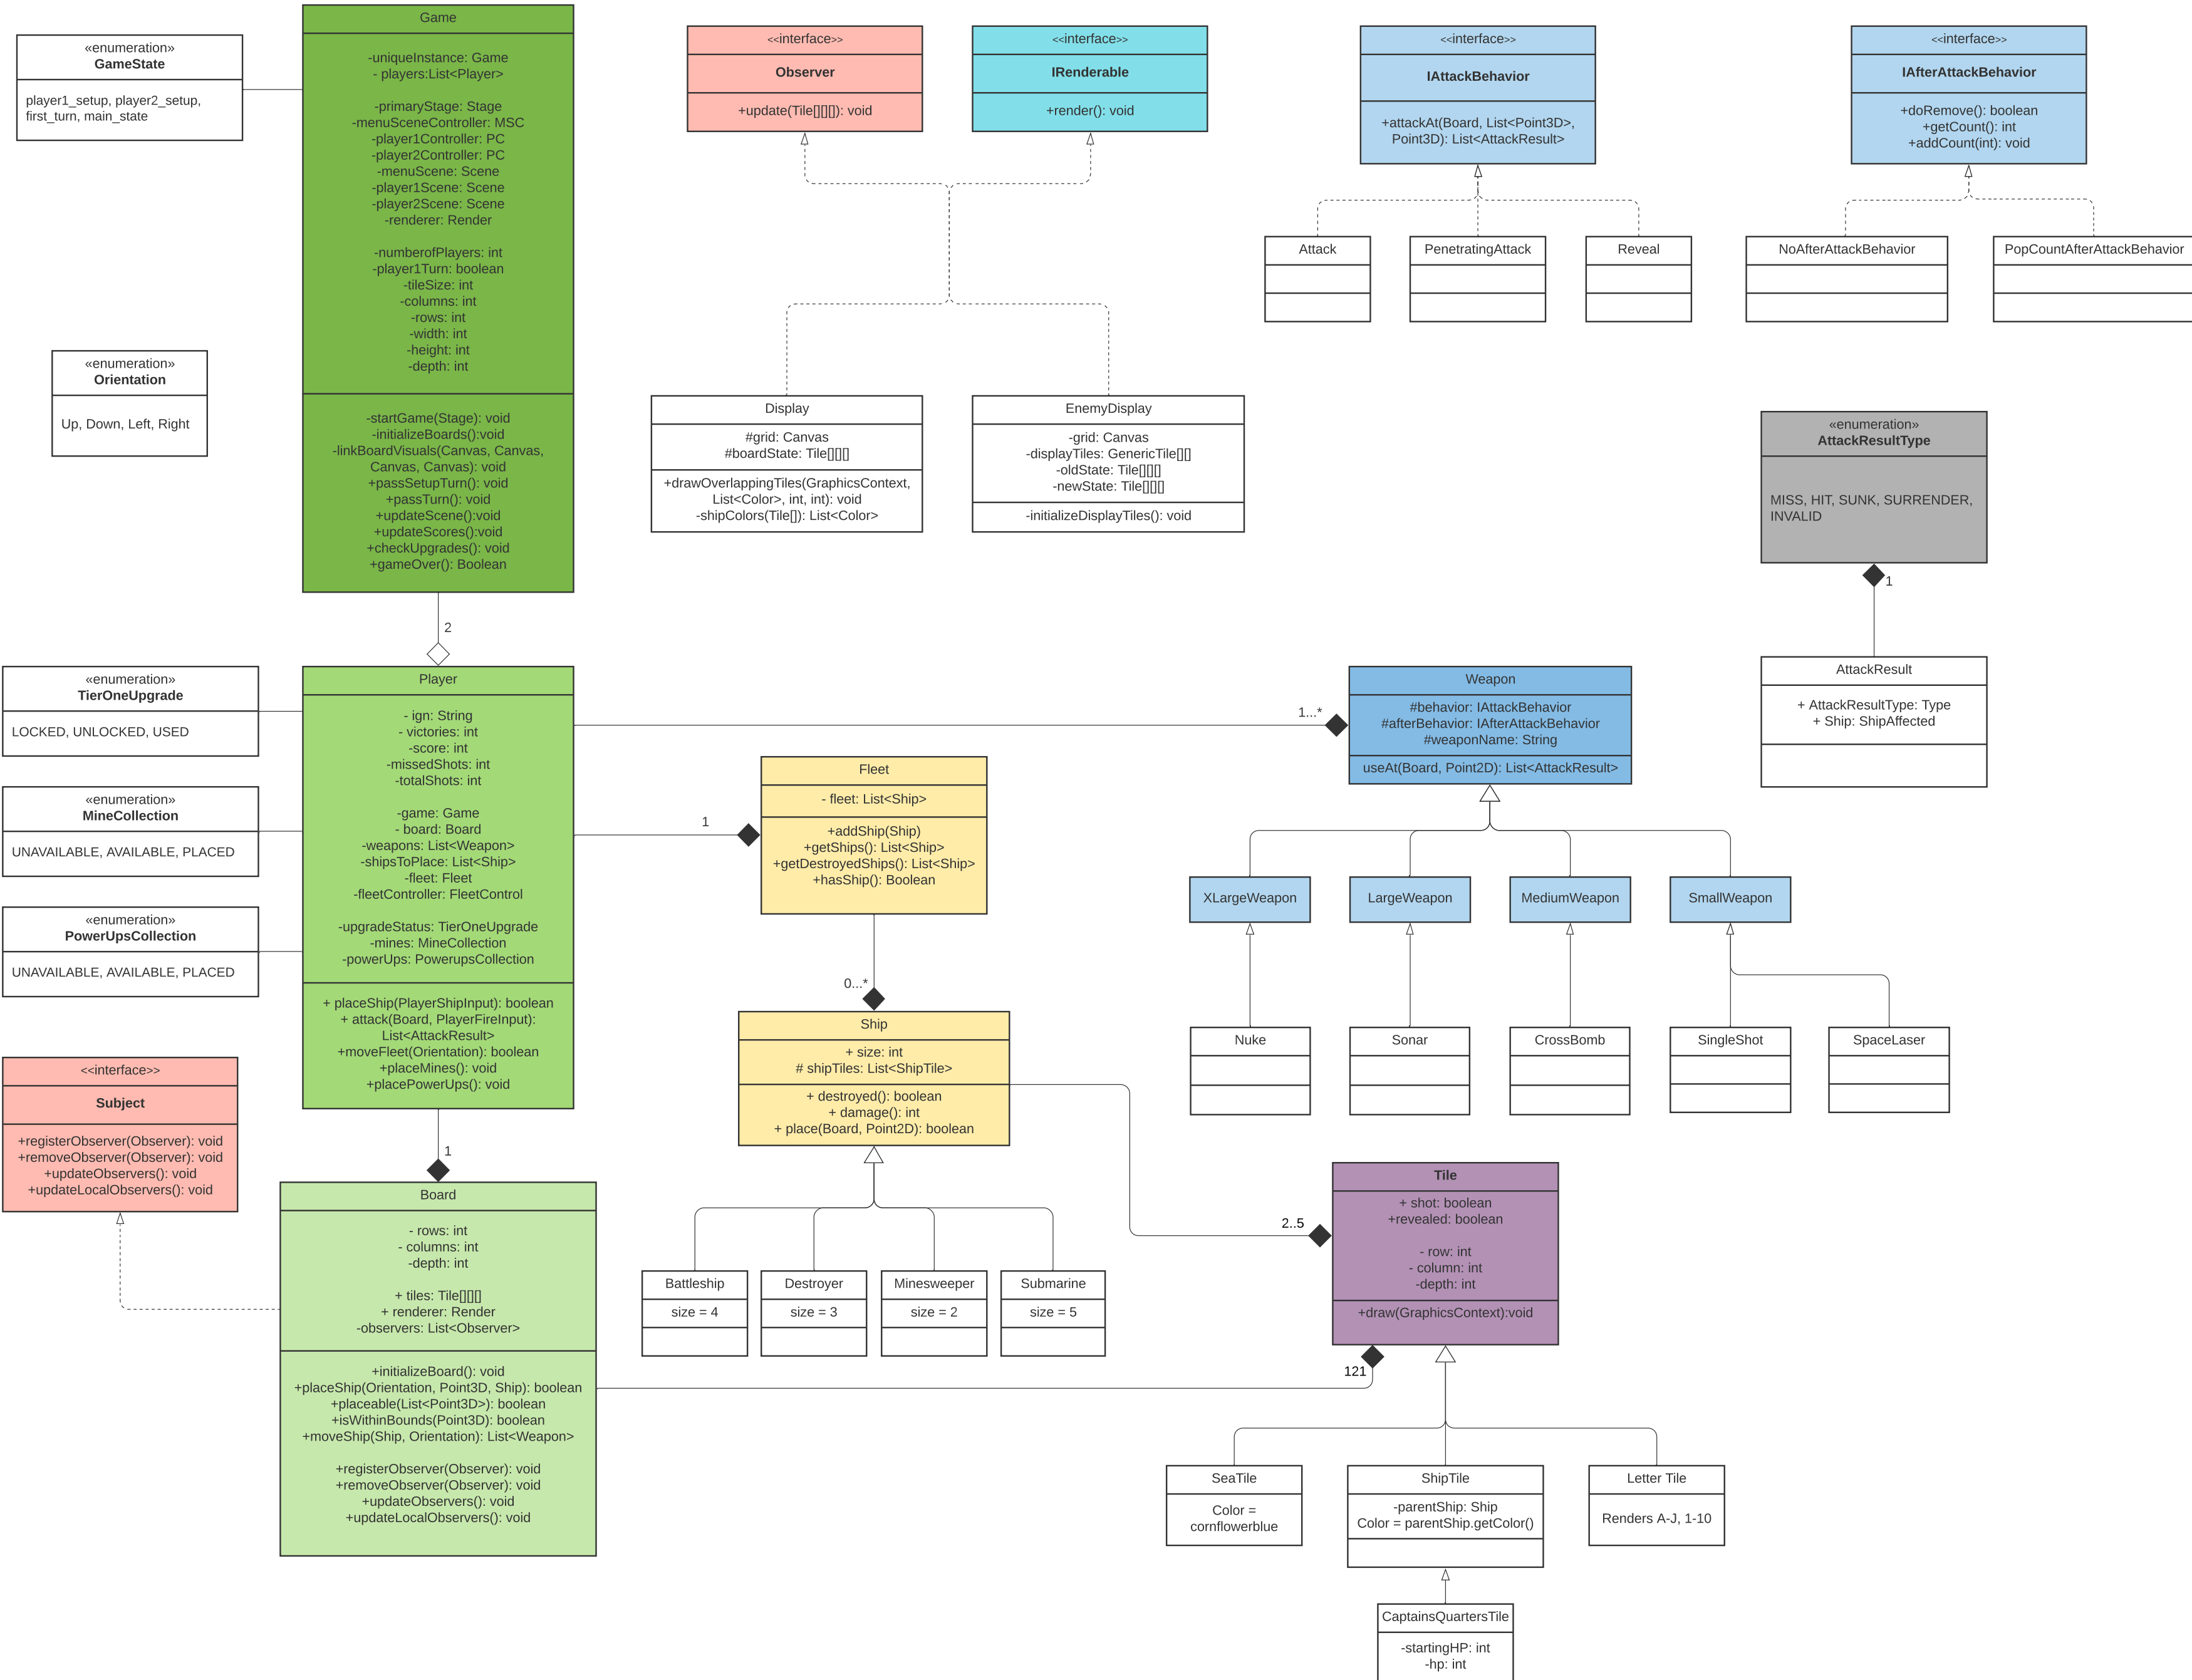 Game
-uniqueInstance: Game
- players:List<Player>
-primaryStage: Stage
-menuSceneController: MSC
-player1Controller: PC
-player2Controller: PC
-menuScene: Scene
-player1Scene: Scene
-player2Scene: Scene
-renderer: Render
-numberofPlayers: int
-player1Turn: boolean
-tileSize: int
-columns: int
-rows: int
-width: int
-height: int
-depth: int
-startGame(Stage): void
-initializeBoards():void
-linkBoardVisuals(Canvas, Canvas,
Canvas, Canvas): void
+passSetupTurn(): void
+passTurn(): void
+updateScene():void
+updateScores():void
+checkUpgrades(): void
+gameOver(): Boolean
«enumeration»
GameState
player1_setup, player2_setup,
first_turn, main_state
«enumeration»
Orientation
Up, Down, Left, Right
<<interface>>
Observer
+update(Tile[][][]): void
<<interface>>
IRenderable
+render(): void
<<interface>>
IAttackBehavior
+attackAt(Board, List<Point3D>,
Point3D): List<AttackResult>
<<interface>>
IAfterAttackBehavior
+doRemove(): boolean
+getCount(): int
+addCount(int): void
Attack
PenetratingAttack
Reveal
NoAfterAttackBehavior
PopCountAfterAttackBehavior
Display
#grid: Canvas
#boardState: Tile[][][]
+drawOverlappingTiles(GraphicsContext,
List<Color>, int, int): void
-shipColors(Tile[]): List<Color>
EnemyDisplay
-grid: Canvas
-displayTiles: GenericTile[][]
-oldState: Tile[][][]
-newState: Tile[][][]
-initializeDisplayTiles(): void
«enumeration»
AttackResultType
MISS, HIT, SUNK, SURRENDER,
INVALID
1
AttackResult
+ AttackResultType: Type
+ Ship: ShipAffected
2
«enumeration»
TierOneUpgrade
LOCKED, UNLOCKED, USED
«enumeration»
MineCollection
UNAVAILABLE, AVAILABLE, PLACED
«enumeration»
PowerUpsCollection
UNAVAILABLE, AVAILABLE, PLACED
Player
- ign: String
- victories: int
-score: int
-missedShots: int
-totalShots: int
-game: Game
- board: Board
-weapons: List<Weapon>
-shipsToPlace: List<Ship>
-fleet: Fleet
-fleetController: FleetControl
-upgradeStatus: TierOneUpgrade
-mines: MineCollection
-powerUps: PowerupsCollection
+ placeShip(PlayerShipInput): boolean
+ attack(Board, PlayerFireInput):
List<AttackResult>
+moveFleet(Orientation): boolean
+placeMines(): void
+placePowerUps(): void
1...*
Weapon
#behavior: IAttackBehavior
#afterBehavior: IAfterAttackBehavior
#weaponName: String
useAt(Board, Point2D): List<AttackResult>
1
Fleet
- fleet: List<Ship>
+addShip(Ship)
+getShips(): List<Ship>
+getDestroyedShips(): List<Ship>
+hasShip(): Boolean
XLargeWeapon
LargeWeapon
MediumWeapon
SmallWeapon
Nuke
Sonar
CrossBomb
SingleShot
SpaceLaser
0...*
Ship
+ size: int
# shipTiles: List<ShipTile>
+ destroyed(): boolean
+ damage(): int
+ place(Board, Point2D): boolean
Battleship
size = 4
Destroyer
size = 3
Minesweeper
size = 2
Submarine
size = 5
<<interface>>
Subject
+registerObserver(Observer): void
+removeObserver(Observer): void
+updateObservers(): void
+updateLocalObservers(): void
1
Board
- rows: int
- columns: int
-depth: int
+ tiles: Tile[][][]
+ renderer: Render
-observers: List<Observer>
+initializeBoard(): void
+placeShip(Orientation, Point3D, Ship): boolean
+placeable(List<Point3D>): boolean
+isWithinBounds(Point3D): boolean
+moveShip(Ship, Orientation): List<Weapon>
+registerObserver(Observer): void
+removeObserver(Observer): void
+updateObservers(): void
+updateLocalObservers(): void
2..5
121
Tile
+ shot: boolean
+revealed: boolean
- row: int
- column: int
-depth: int
+draw(GraphicsContext):void
SeaTile
Color =
cornflowerblue
ShipTile
-parentShip: Ship
Color = parentShip.getColor()
Letter Tile
Renders A-J, 1-10
CaptainsQuartersTile
-startingHP: int
-hp: int